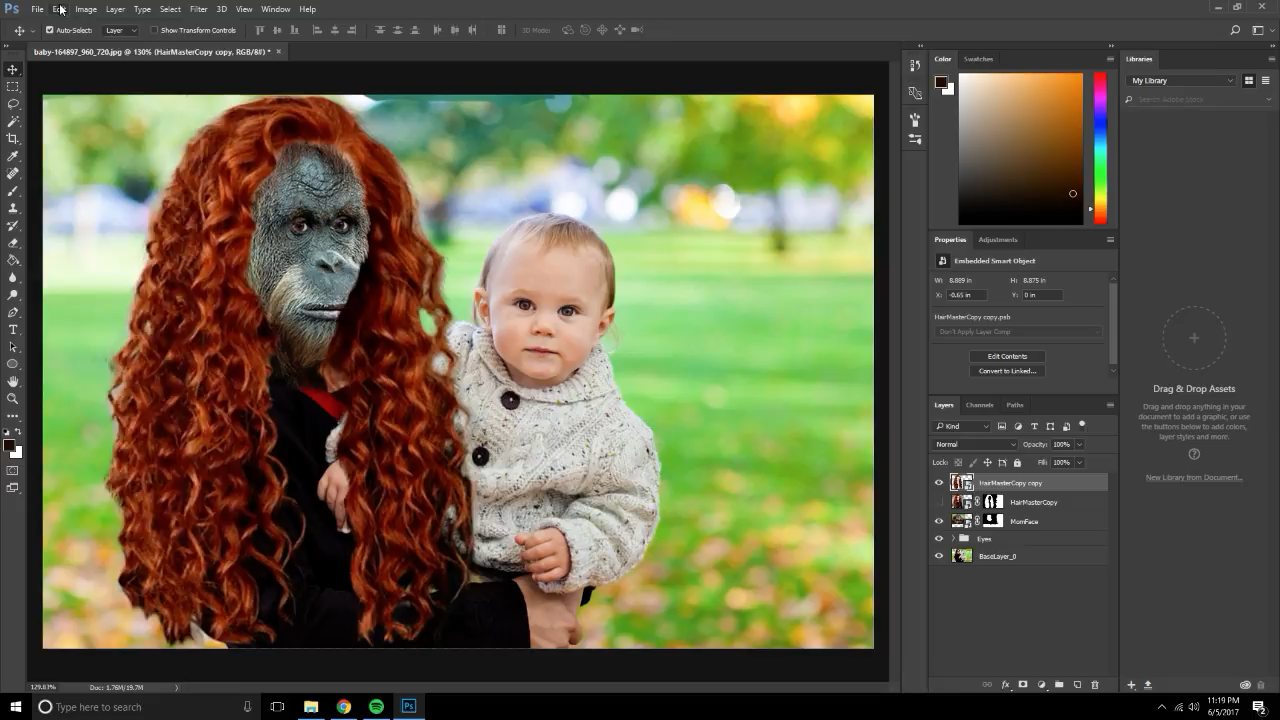 Ps File Edit Image Layer Type Select Filter 3D View Window Help
Auto-Select: Layer Show Transform Controls 3D Mode:
baby-164897_960_720.jpg @ 130% (HairMasterCopy copy, RGB/8#) * ×
Color Swatches
Libraries
My Library
Search Adobe Stock
Properties Adjustments
Embedded Smart Object
W: 8.889 in H: 8.875 in
X: -0.65 in Y: 0 in
HairMasterCopy copy.psb
Don't Apply Layer Comp
Edit Contents
Convert to Linked...
Drag & Drop Assets
Drag and drop anything in your
document to add a graphic, or use
the buttons below to add colors,
layer styles and more.
New Library from Document...
Layers Channels Paths
Kind
Normal Opacity: 100%
Lock: Fill: 100%
HairMasterCopy copy
HairMasterCopy
MomFace
Eyes
BaseLayer_0
fx
129.83% Doc: 1.76M/19.7M
Type here to search
Ps
11:19 PM
6/5/2017